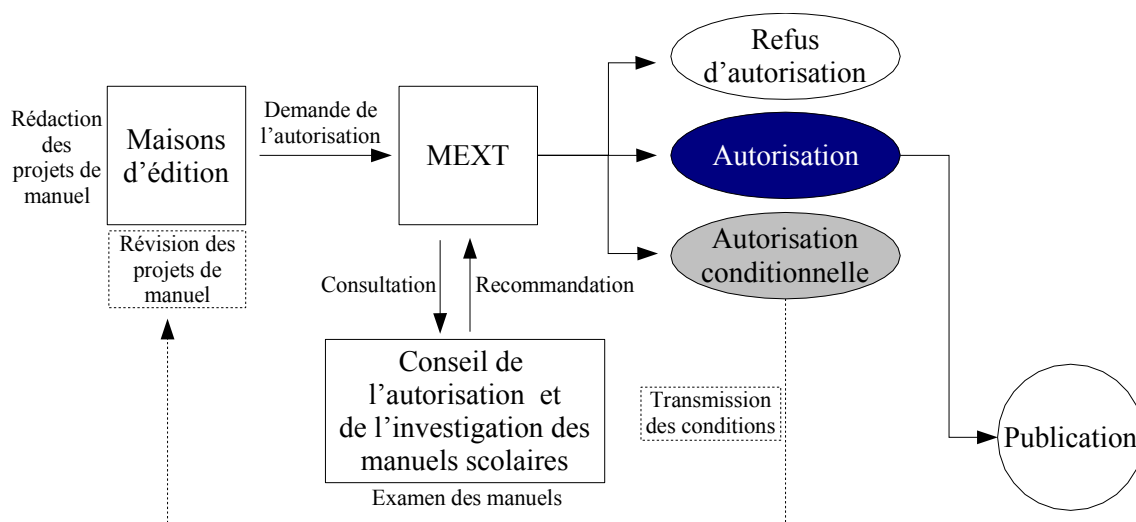 Rédaction
des
projets de
manuel
Maisons
d’édition
Révision des
projets de
manuel
Demande de
l’autorisation
MEXT
Consultation
Recommandation
Conseil de
l’autorisation et
de l’investigation des
manuels scolaires
Examen des manuels
Refus
d’autorisation
Autorisation
Autorisation
conditionnelle
Transmission
des conditions
Publication